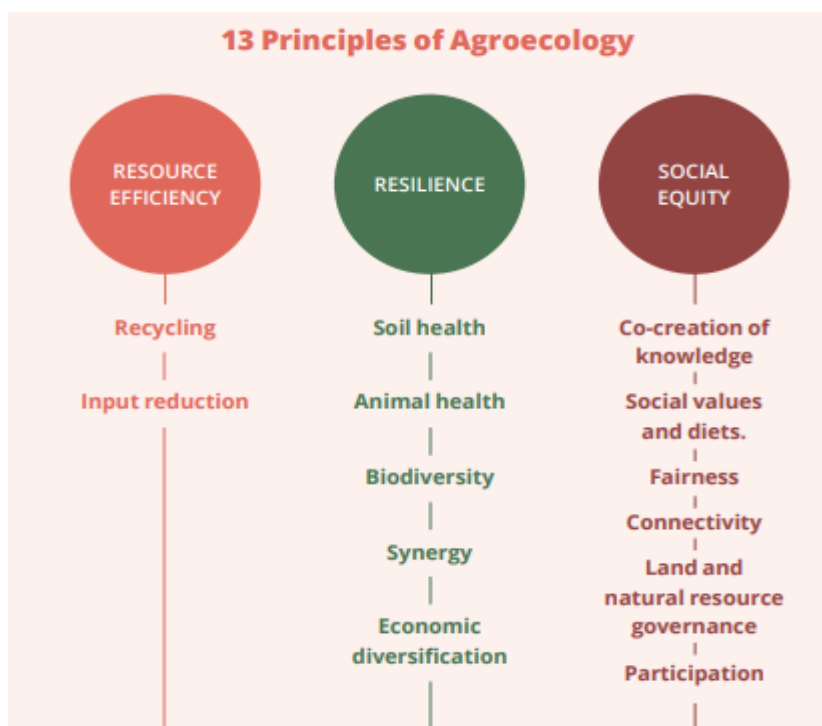 13 Principles of Agroecology
RESOURCE
EFFICIENCY
Recycling
Input reduction
RESILIENCE
Soil health
Animal health
Biodiversity
Synergy
Economic
diversification
SOCIAL
EQUITY
Co-creation of
knowledge
Social values
and diets.
Fairness
Connectivity
Land and
natural resource
governance
Participation